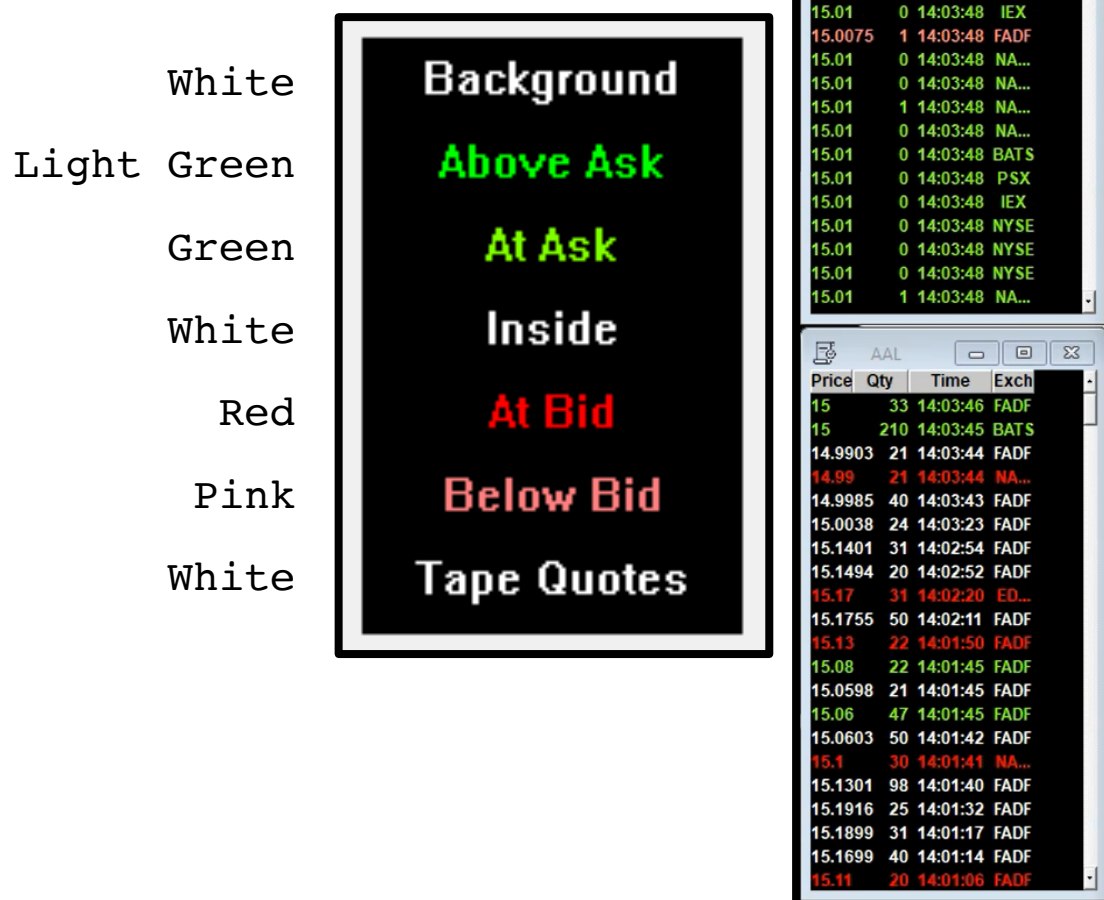 White Background
Light Green Above Ask
Green At Ask
White Inside
Red At Bid
Pink Below Bid
White Tape Quotes
15.01 0 14:03:48 IEX
15.0075 1 14:03:48 FADF
15.01 0 14:03:48 NA...
15.01 0 14:03:48 NA...
15.01 1 14:03:48 NA...
15.01 0 14:03:48 NA...
15.01 0 14:03:48 BATS
15.01 0 14:03:48 PSX
15.01 0 14:03:48 IEX
15.01 0 14:03:48 NYSE
15.01 0 14:03:48 NYSE
15.01 0 14:03:48 NYSE
15.01 1 14:03:48 NA...
AAL
Price Qty Time Exch
15 33 14:03:46 FADF
15 210 14:03:45 BATS
14.9903 21 14:03:44 FADF
14.99 21 14:03:44 NA...
14.9985 40 14:03:43 FADF
15.0038 24 14:03:23 FADF
15.1401 31 14:02:54 FADF
15.1494 20 14:02:52 FADF
15.17 31 14:02:20 ED...
15.1755 50 14:02:11 FADF
15.13 22 14:01:50 FADF
15.08 22 14:01:45 FADF
15.0598 21 14:01:45 FADF
15.06 47 14:01:45 FADF
15.0603 50 14:01:42 FADF
15.1 30 14:01:41 NA...
15.1301 98 14:01:40 FADF
15.1916 25 14:01:32 FADF
15.1899 31 14:01:17 FADF
15.1699 40 14:01:14 FADF
15.11 20 14:01:06 FADF